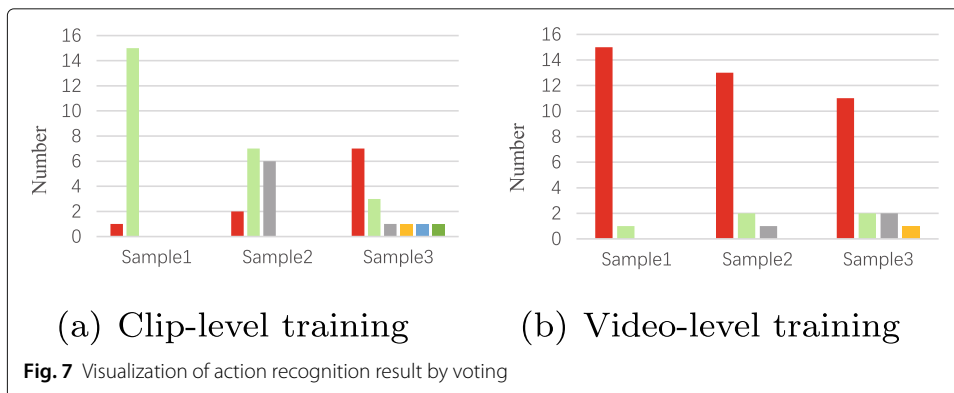 16
14
12
10
8
6
4
2
0
Number
Sample1 Sample2 Sample3
(a) Clip-level training
16
14
12
10
8
6
4
2
0
Number
Sample1 Sample2 Sample3
(b) Video-level training
Fig. 7 Visualization of action recognition result by voting